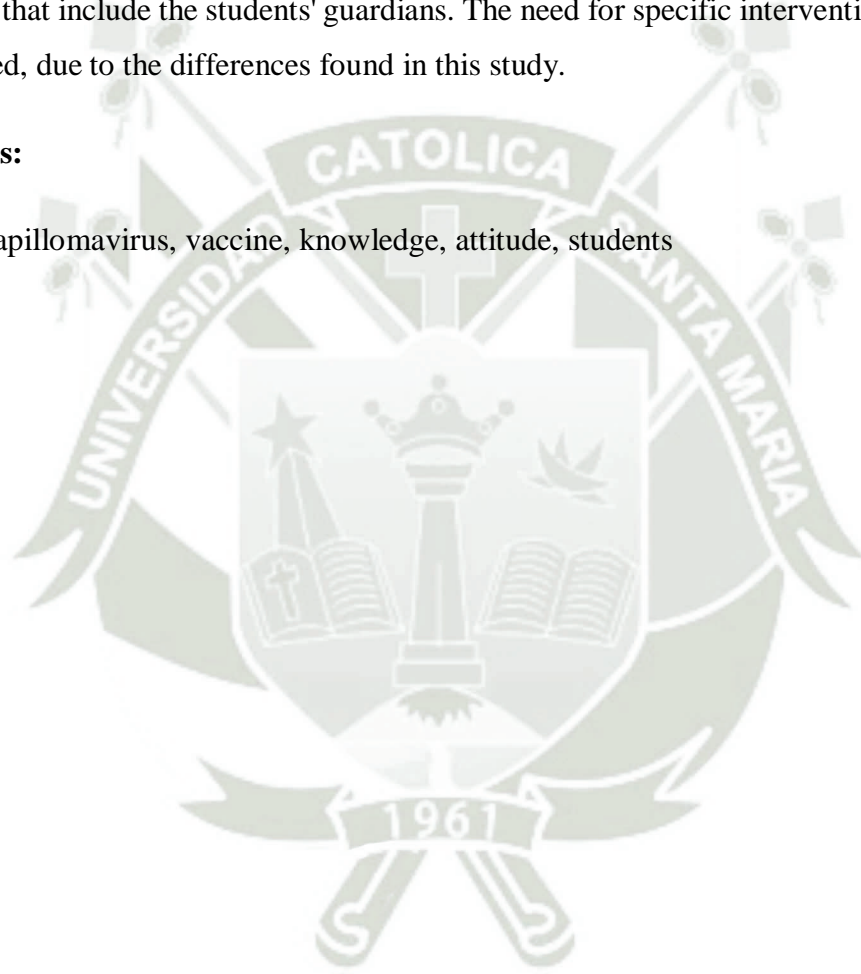 that include the students' guardians. The need for specific interventi
ed, due to the differences found in this study.
s:
apillomavirus, vaccine, knowledge, attitude, students
UNIVERSIDAD CATOLICA SANTA MARIA
1961